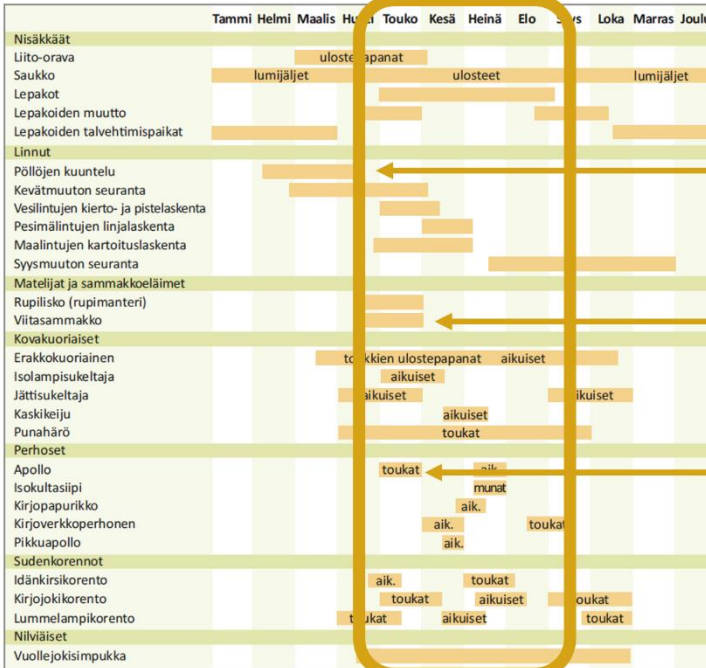 Tammi Helmi Maalis Touko Kesä Heinä Elo Loka Marras Joulu
Nisäkkäät
Liito-orava ulostepapanat
Saukko lumijäljet ulosteet lumijäljet
Lepakot
Lepakoiden muutto
Lepakoiden talvehtimispaikat
Linnut
Pöllöjen kuuntelu
Kevätmuuton seuranta
Vesilintujen kierto- ja pistelaskenta
Pesimälintujen linjalaskenta
Maalintujen kartoituslaskenta
Syysmuuton seuranta
Matelijat ja sammakkoeläimet
Rupilisko (rupimanteri)
Viitasammakko
Kovakuoriaiset
Erakkokuoriainen toukkien ulostepapanat aikuiset
Isolampisukeltaja aikuiset
Jättisukeltaja aikuiset aikuiset
Kaskikeiju aikuiset
Punahärö toukat
Perhoset
Apollo toukat aik.
Isokultasiipi munat
Kirjopapurikko aik.
Kirjoverkkoperhonen aik. toukat
Pikkuapollo aik.
Sudenkorennot
Idänkirsikorento aik. toukat
Kirjojokikorento toukat aikuiset toukat
Lummelampikorento toukat aikuiset toukat
Nilviäiset
Vuollejokisimpukka